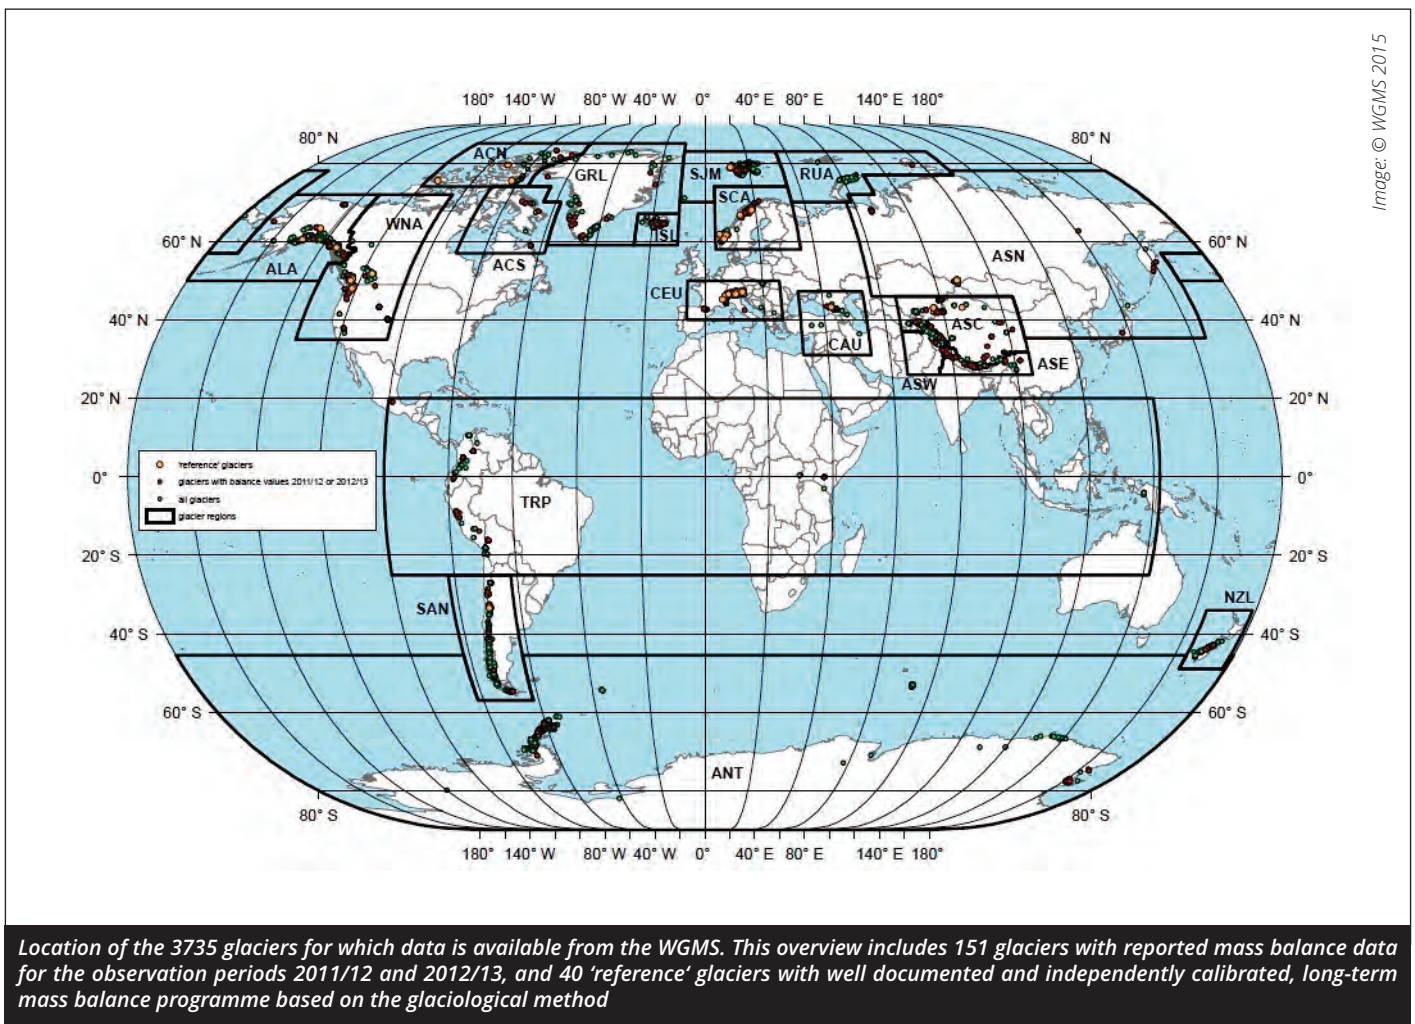 Image: © WGMS 2015
180° 140° W 80° W 40° W 0° 40° E 80° E 140° E 180°
80° N 80° N
ACN
GRL
SJM
RUA
SCA
WNA
ISL
60° N 60° N
ALA
ACS
ASN
CEU
40° N 40° N
ASC
CAU
ASE
ASW
20° N 20° N
'reference' glaciers
glaciers with balance values 2011/12 or 2012/13
all glaciers
glacier regions
0° 0°
TRP
20° S 20° S
NZL
SAN
40° S 40° S
60° S 60° S
ANT
80° S 80° S
180° 140° W 80° W 40° W 0° 40° E 80° E 140° E 180°
Location of the 3735 glaciers for which data is available from the WGMS. This overview includes 151 glaciers with reported mass balance data
for the observation periods 2011/12 and 2012/13, and 40 ‘reference‘ glaciers with well documented and independently calibrated, long-term
mass balance programme based on the glaciological method